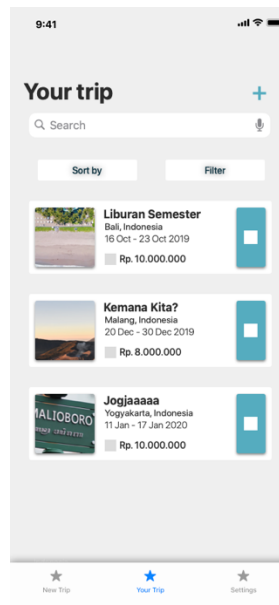 9:41
Your trip
Search
Sort by
Filter
Liburan Semester
Bali, Indonesia
16 Oct - 23 Oct 2019
Rp. 10.000.000
Kemana Kita?
Malang, Indonesia
20 Dec - 30 Dec 2019
Rp. 8.000.000
MALIOBORO
Jogjaaaaa
Yogyakarta, Indonesia
11 Jan - 17 Jan 2020
Rp. 10.000.000
New Trip
Your Trip
Settings